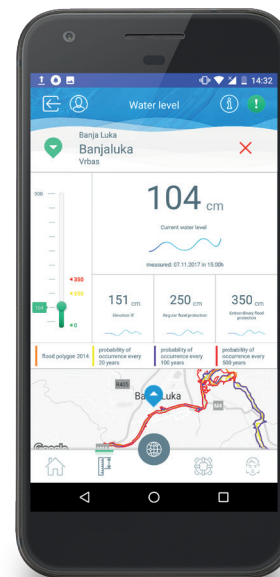 14:32
Water level
Banja Luka
Banjaluka
Vrbas
104 cm
Current water level
measured: 07.11.2017 in 15:00h
350
104
0
151 cm
250 cm
350 cm
Regular flood protection
Extraordinary flood
protection
flood polygone 2014
probability of
occurrence every
20 years
probability of
occurrence every
100 years
probability of
occurrence every
500 years
R405
Banja Luka
M4
Google